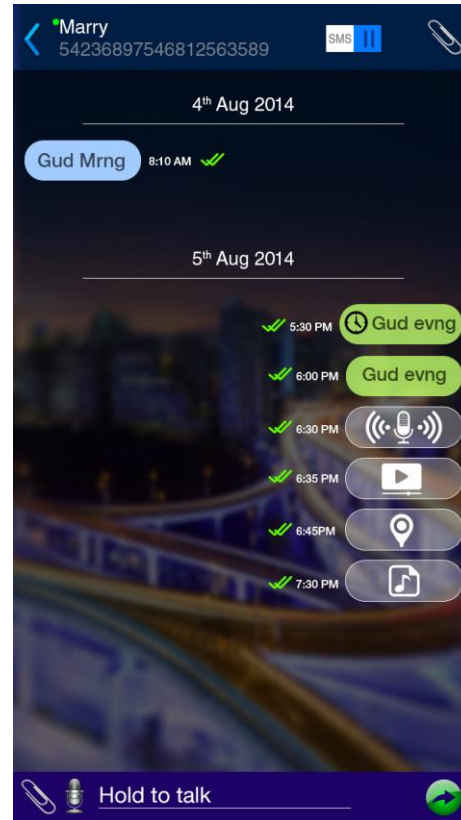 Marry
54236897546812563589
SMS
4th Aug 2014
Gud Mrng 8:10 AM
5th Aug 2014
5:30 PM Gud evng
6:00 PM Gud evng
6:30 PM
6:35 PM
6:45PM
7:30 PM
Hold to talk